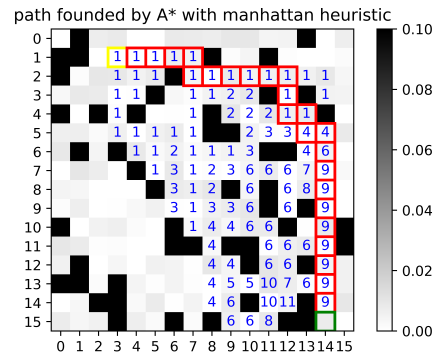 path founded by A* with manhattan heuristic
0
1 1 1 1 1 1
2 1 1 1 1 1 1 1 1 1 1 1
3 1 1 1 1 2 2 1 1
4 1 1 2 2 2 1 1
5 1 1 1 1 1 2 3 3 4 4
6 1 2 1 1 1 3 4 6
7 1 3 1 2 3 6 6 6 7 9
8 3 1 2 6 6 8 9
9 3 1 3 3 6 6 9
10 1 4 4 6 6 9
11 6 6 6 9
12 4 4 6 6 9
13 4 5 5 10 7 6 9
14 4 6 10 11 9
15 6 6 8
0 1 2 3 4 5 6 7 8 9 10 11 12 13 14 15
0.10
0.08
0.06
0.04
0.02
0.00